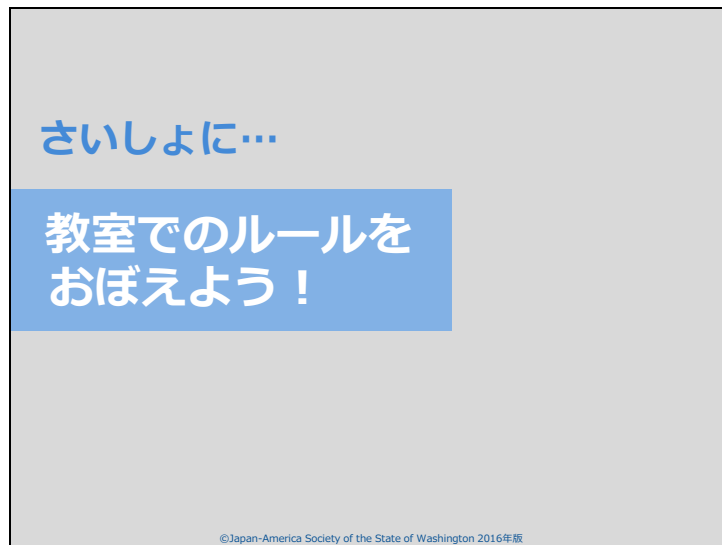 さいしょに…
教室でのルールを
おぼえよう！
©Japan-America Society of the State of Washington 2016年版